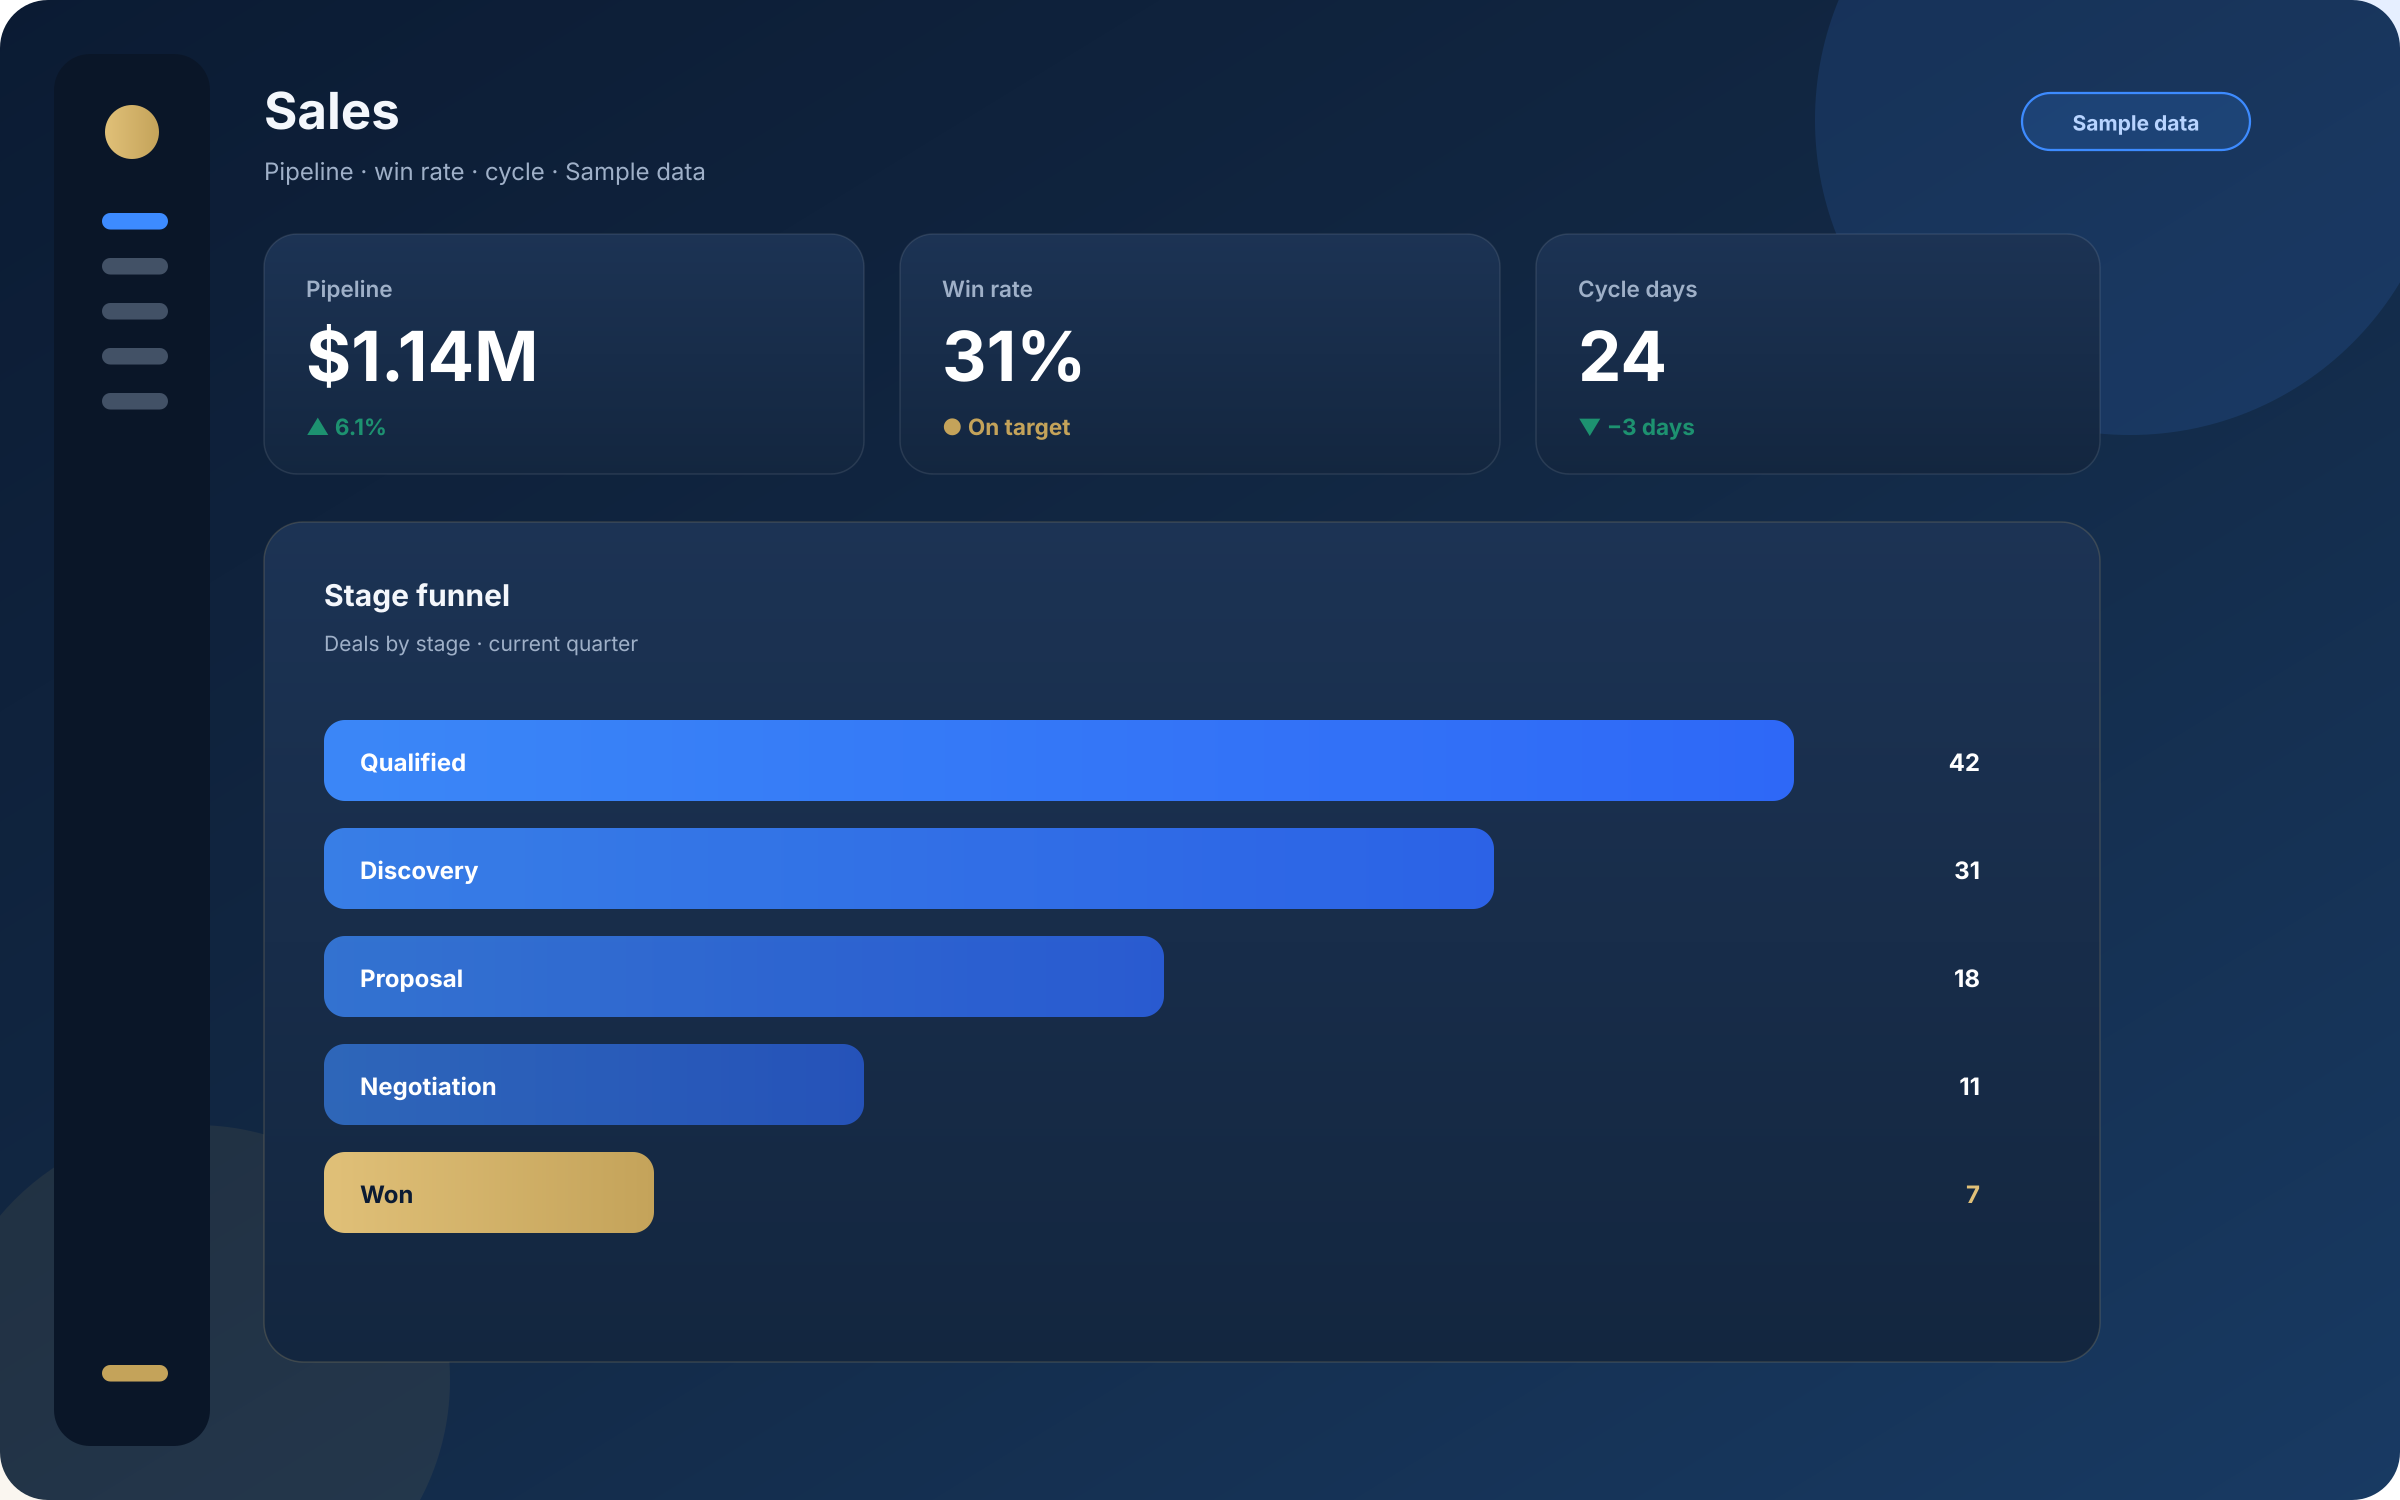 Sales
Sample data
Pipeline · win rate · cycle · Sample data
Pipeline
$1.14M
▲ 6.1%
Win rate
31%
● On target
Cycle days
24
▼ −3 days
Stage funnel
Deals by stage · current quarter
Qualified 42
Discovery 31
Proposal 18
Negotiation 11
Won 7